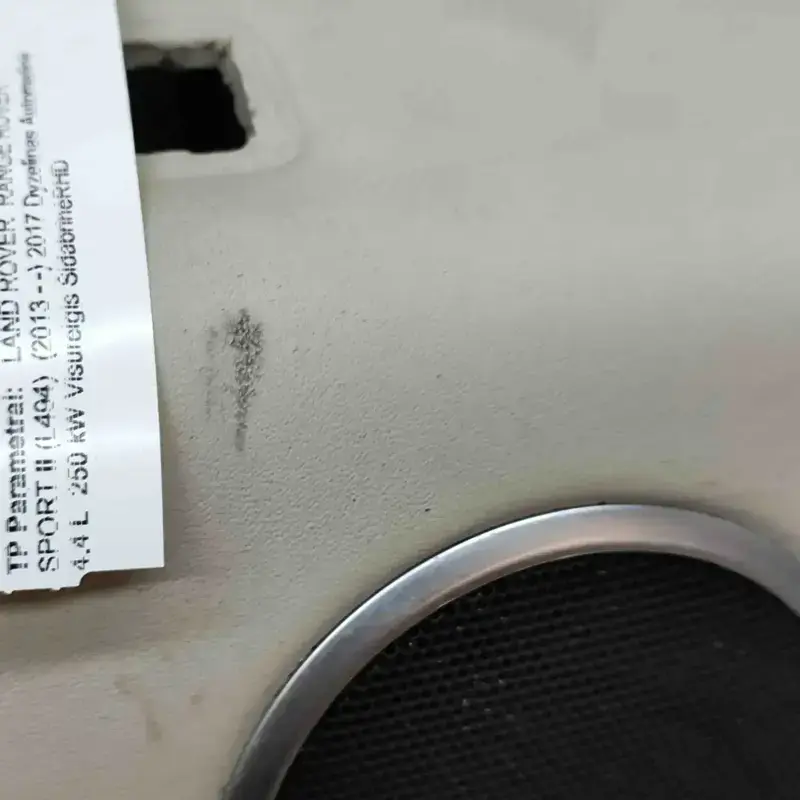 TP Parametrai: LAND ROVER RANGE ROVER
SPORT II (L494) (2013 --) 2017 Dyzelinas Automatinė
4.4 L 250 kW Visureigis SidabrinėRHD